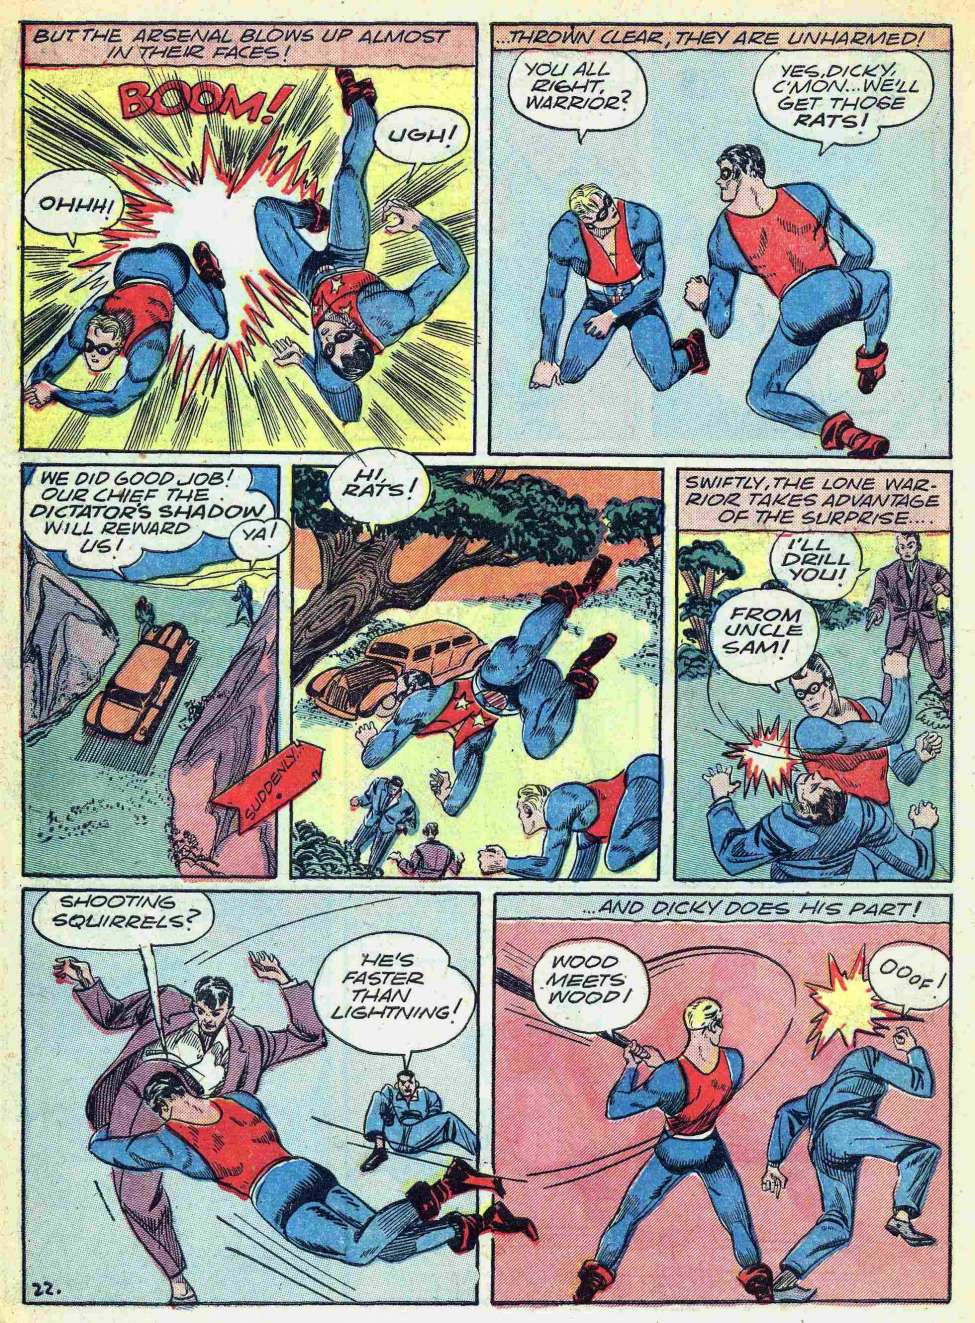 BUT THE ARSENAL BLOWS UP ALMOST
IN THEIR FACES!
BOOM!
UGH!
OHHH!
...THROWN CLEAR, THEY ARE UNHARMED!
YOU ALL
RIGHT,
WARRIOR?
YES, DICKY,
C'MON...WE'LL
GET THOSE
RATS!
WE DID GOOD JOB!
OUR CHIEF THE
DICTATOR'S SHADOW
WILL REWARD
US!
YA!
SUDDENLY...
HI,
RATS!
SWIFTLY, THE LONE WAR-
RIOR TAKES ADVANTAGE
OF THE SURPRISE....
I'LL
DRILL
YOU!
FROM
UNCLE
SAM!
SHOOTING
SQUIRRELS?
HE'S
FASTER
THAN
LIGHTNING!
22.
...AND DICKY DOES HIS PART!
WOOD
MEETS
WOOD!
OOOF!